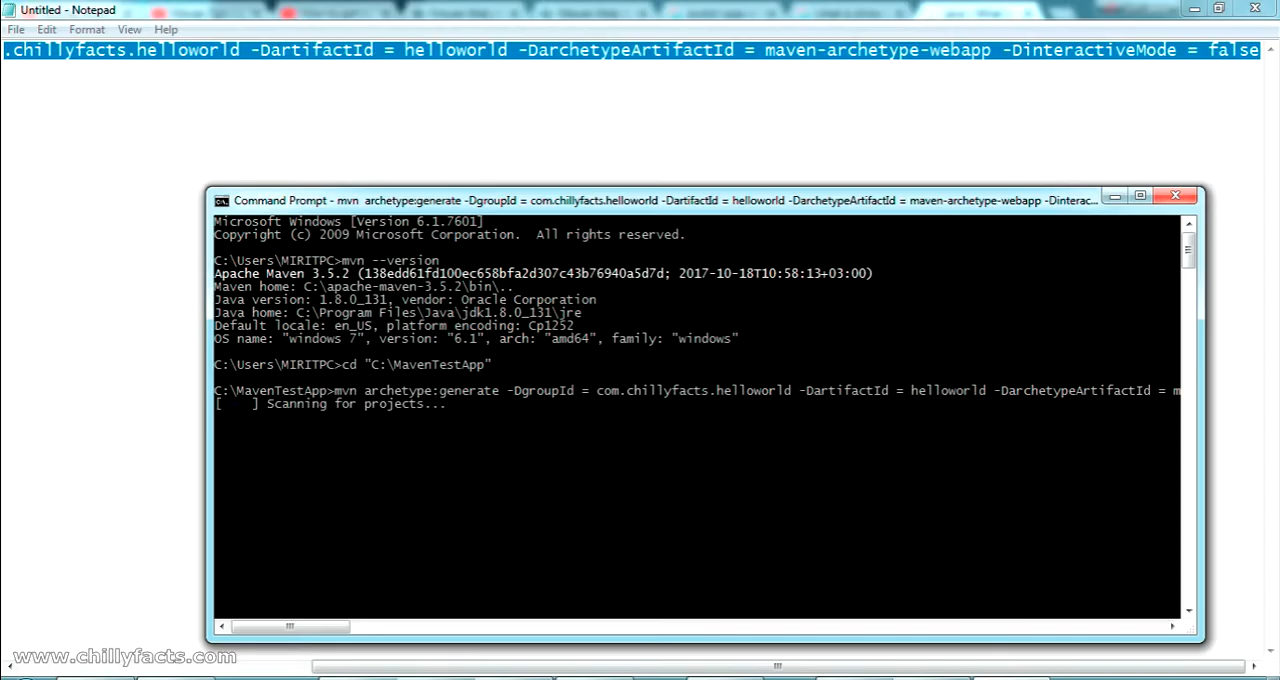 Untitled - Notepad
File Edit Format View Help
.chillyfacts.helloworld -DartifactId = helloworld -DarchetypeArtifactId = maven-archetype-webapp -DinteractiveMode = false
Command Prompt - mvn archetype:generate -DgroupId = com.chillyfacts.helloworld -DartifactId = helloworld -DarchetypeArtifactId = maven-archetype-webapp -Dinterac...
Microsoft Windows [Version 6.1.7601]
Copyright (c) 2009 Microsoft Corporation. All rights reserved.
C:\Users\MIRITPC>mvn --version
Apache Maven 3.5.2 (138edd61fd100ec658bfa2d307c43b76940a5d7d; 2017-10-18T10:58:13+03:00)
Maven home: C:\apache-maven-3.5.2\bin\..
Java version: 1.8.0_131, vendor: Oracle Corporation
Java home: C:\Program Files\Java\jdk1.8.0_131\jre
Default locale: en_US, platform encoding: Cp1252
OS name: "windows 7", version: "6.1", arch: "amd64", family: "windows"
C:\Users\MIRITPC>cd "C:\MavenTestApp"
C:\MavenTestApp>mvn archetype:generate -DgroupId = com.chillyfacts.helloworld -DartifactId = helloworld -DarchetypeArtifactId = m
[ ] Scanning for projects...
www.chillyfacts.com